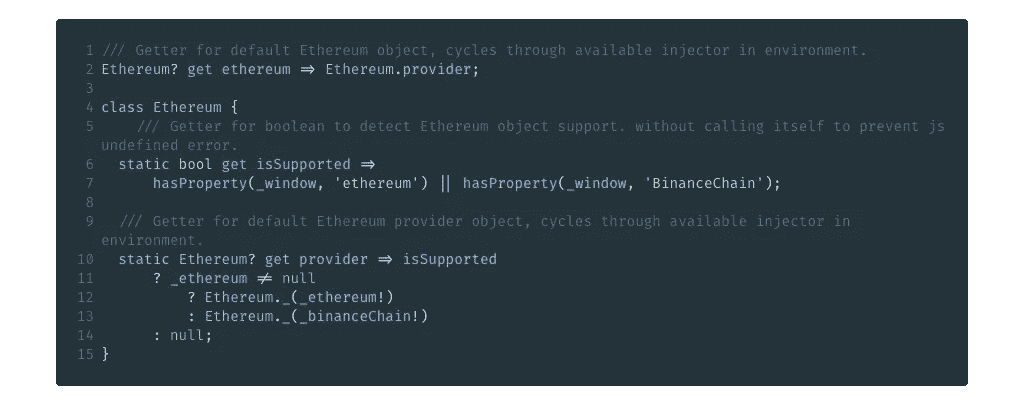 1 /// Getter for default Ethereum object, cycles through available injector in environment.
2 Ethereum? get ethereum => Ethereum.provider;
3
4 class Ethereum {
5     /// Getter for boolean to detect Ethereum object support. without calling itself to prevent js
undefined error.
6   static bool get isSupported =>
7       hasProperty(_window, 'ethereum') || hasProperty(_window, 'BinanceChain');
8
9   /// Getter for default Ethereum provider object, cycles through available injector in
environment.
10   static Ethereum? get provider => isSupported
11       ? _ethereum != null
12           ? Ethereum._(_ethereum!)
13           : Ethereum._(_binanceChain!)
14       : null;
15 }